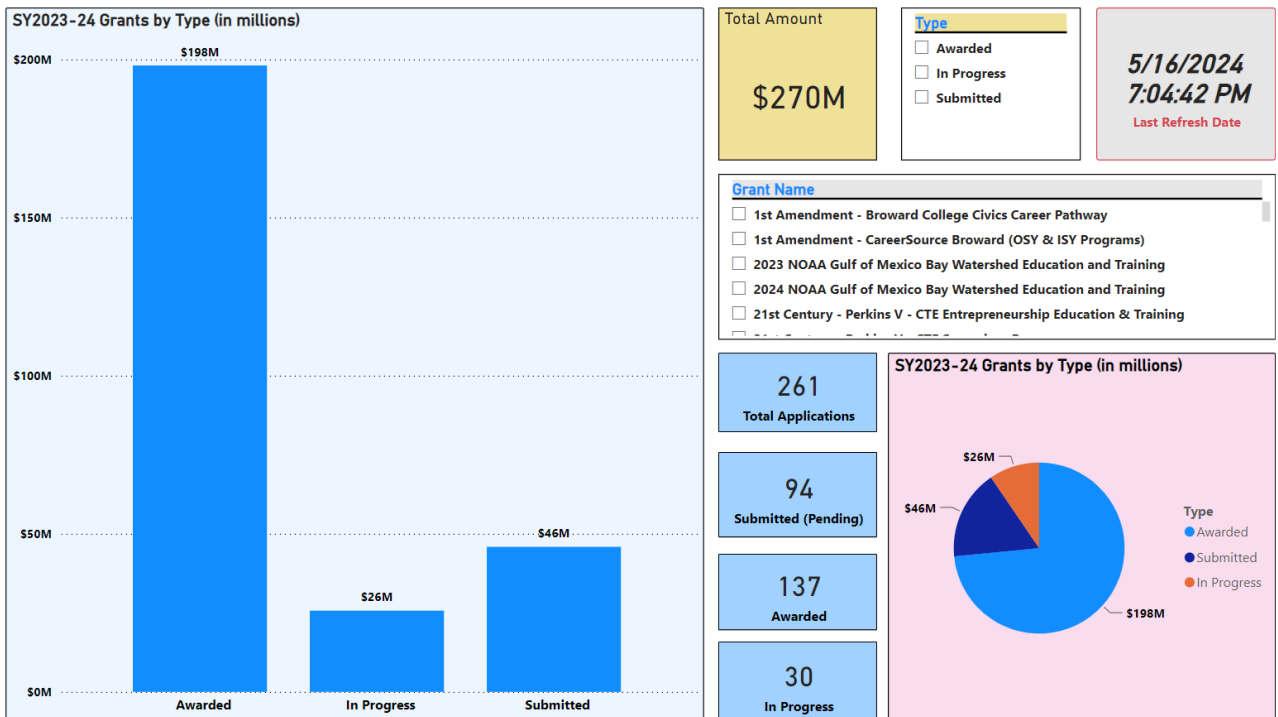 SY2023-24 Grants by Type (in millions)
$200M
$150M
$100M
$50M
$0M
$198M
$26M
$46M
Awarded
In Progress
Submitted
Total Amount
$270M
Type
Awarded
In Progress
Submitted
5/16/2024
7:04:42 PM
Last Refresh Date
Grant Name
1st Amendment - Broward College Civics Career Pathway
1st Amendment - CareerSource Broward (OSY & ISY Programs)
2023 NOAA Gulf of Mexico Bay Watershed Education and Training
2024 NOAA Gulf of Mexico Bay Watershed Education and Training
21st Century - Perkins V - CTE Entrepreneurship Education & Training
261
Total Applications
94
Submitted (Pending)
137
Awarded
30
In Progress
SY2023-24 Grants by Type (in millions)
$26M
$46M
$198M
Type
Awarded
Submitted
In Progress